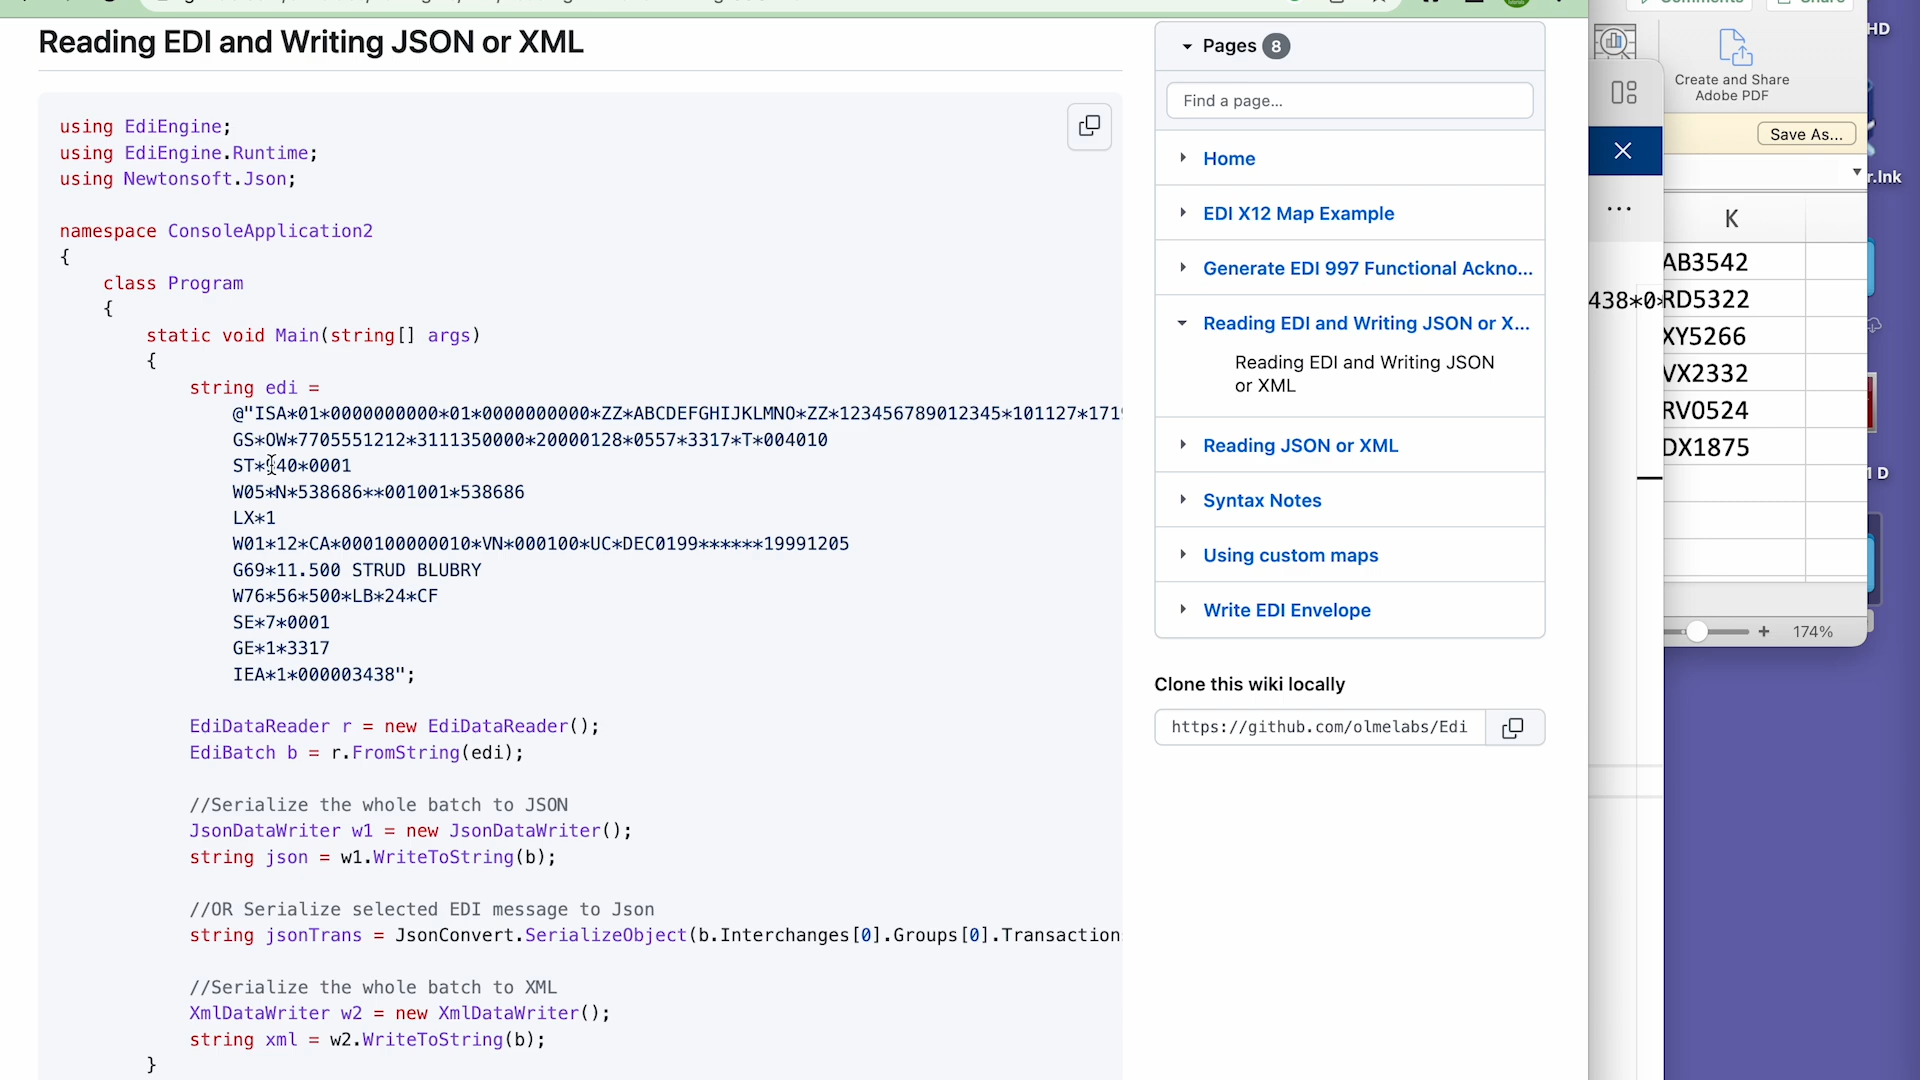 Reading EDI and Writing JSON or XML
using EdiEngine;
using EdiEngine.Runtime;
using Newtonsoft.Json;
namespace ConsoleApplication2
{
class Program
{
static void Main(string[] args)
{
string edi =
@"ISA*01*0000000000*01*0000000000*ZZ*ABCDEFGHIJKLMNO*ZZ*123456789012345*101127*171
GS*OW*7705551212*3111350000*20000128*0557*3317*T*004010
ST* 40*0001
W05*N*538686**001001*538686
LX*1
W01*12*CA*000100000010*VN*000100*UC*DEC0199******19991205
G69*11.500 STRUD BLUBRY
W76*56*500*LB*24*CF
SE*7*0001
GE*1*3317
IEA*1*000003438";
EdiDataReader r = new EdiDataReader();
EdiBatch b = r.FromString(edi);
//Serialize the whole batch to JSON
JsonDataWriter w1 = new JsonDataWriter();
string json = w1.WriteToString(b);
//OR Serialize selected EDI message to Json
string jsonTrans = JsonConvert.SerializeObject(b.Interchanges[0].Groups[0].Transaction
//Serialize the whole batch to XML
XmlDataWriter w2 = new XmlDataWriter();
string xml = w2.WriteToString(b);
}
Pages 8
Find a page...
Home
EDI X12 Map Example
Generate EDI 997 Functional Ackno...
Reading EDI and Writing JSON or X...
Reading EDI and Writing JSON
or XML
Reading JSON or XML
Syntax Notes
Using custom maps
Write EDI Envelope
Clone this wiki locally
https://github.com/olmelabs/Edi
Create and Share
Adobe PDF
Save As...
K
438*0*
AB3542
RD5322
XY5266
VX2332
RV0524
DX1875
174%
HD
r.lnk
1 D